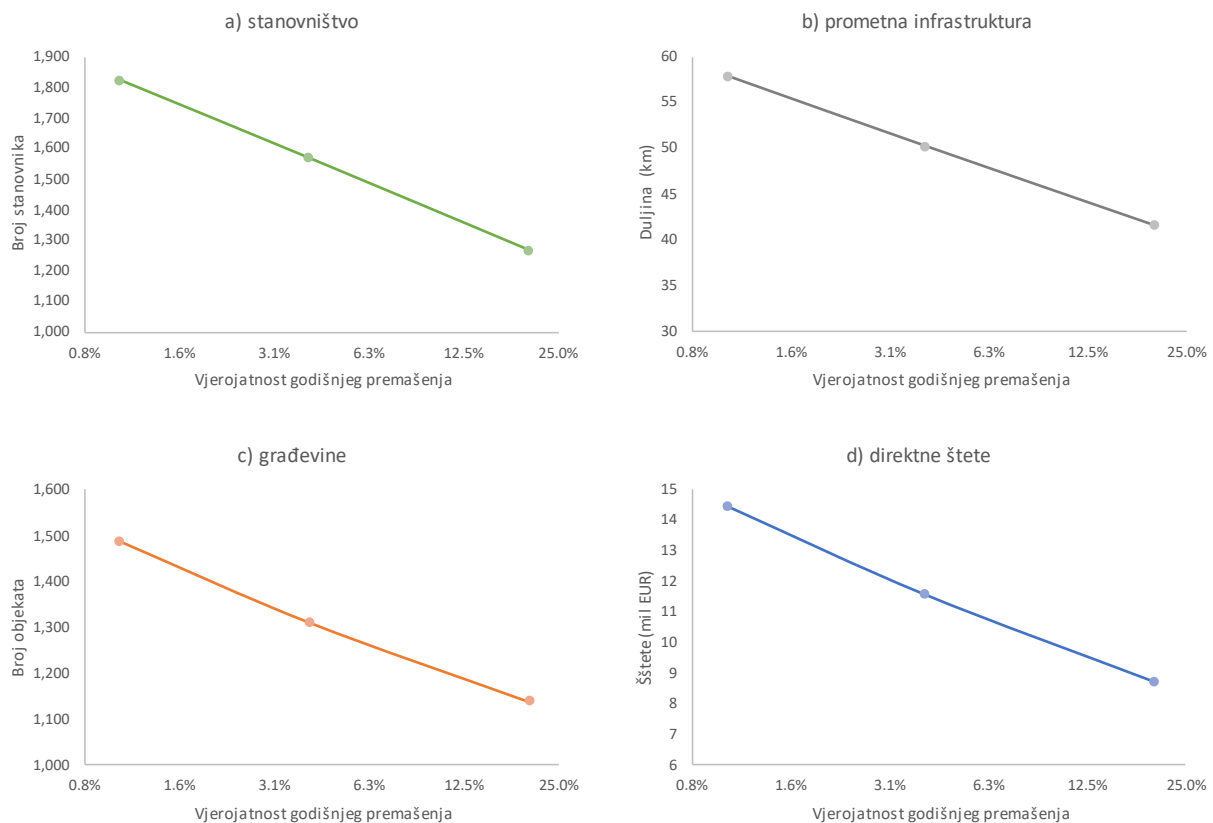 a) stanovništvo
1,900
1,800
1,700
1,600
1,500
1,400
1,300
1,200
1,100
1,000
Broj stanovnika
0.8% 1.6% 3.1% 6.3% 12.5% 25.0%
Vjerojatnost godišnjeg premašenja
b) prometna infrastruktura
60
55
50
45
40
35
30
Duljina (km)
0.8% 1.6% 3.1% 6.3% 12.5% 25.0%
Vjerojatnost godišnjeg premašenja
c) građevine
1,600
1,500
1,400
1,300
1,200
1,100
1,000
Broj objekata
0.8% 1.6% 3.1% 6.3% 12.5% 25.0%
Vjerojatnost godišnjeg premašenja
d) direktne štete
15
14
13
12
11
10
9
8
7
6
Šštete (mil EUR)
0.8% 1.6% 3.1% 6.3% 12.5% 25.0%
Vjerojatnost godišnjeg premašenja